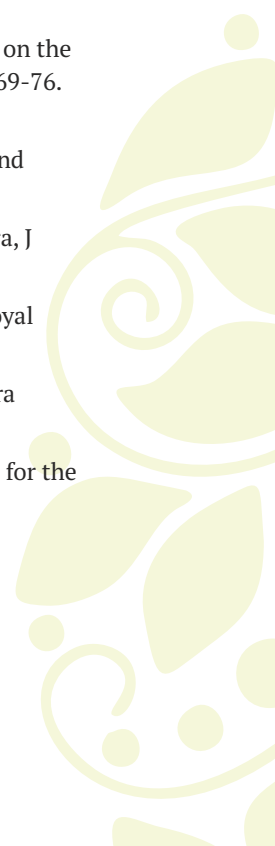 on the
69-76.
nd
a, J
oyal
ra
for the